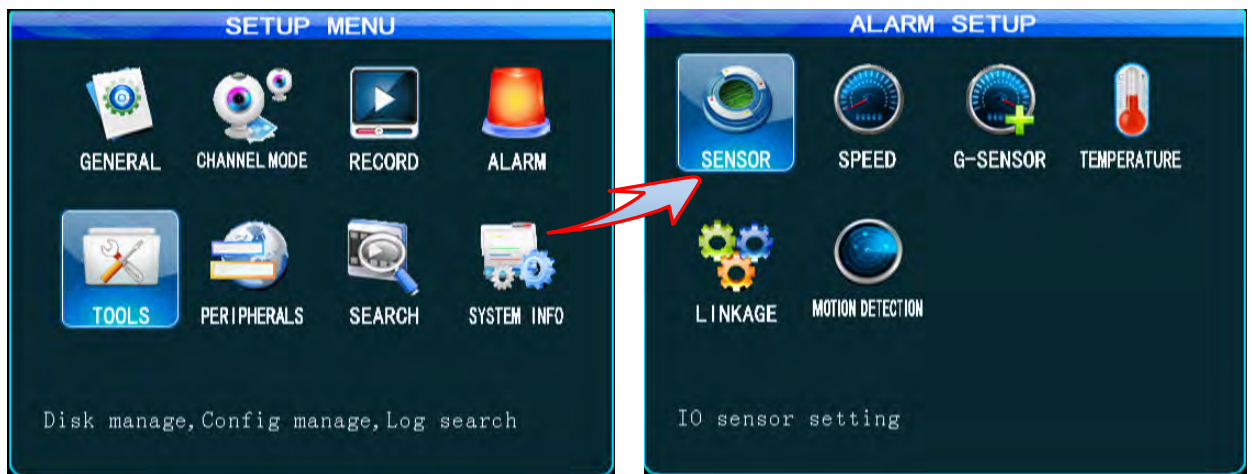 SETUP MENU
GENERAL
CHANNEL MODE
RECORD
ALARM
TOOLS
PERIPHERALS
SEARCH
SYSTEM INFO
Disk manage,Config manage,Log search
ALARM SETUP
SENSOR
SPEED
G-SENSOR
TEMPERATURE
LINKAGE
MOTION DETECTION
IO sensor setting